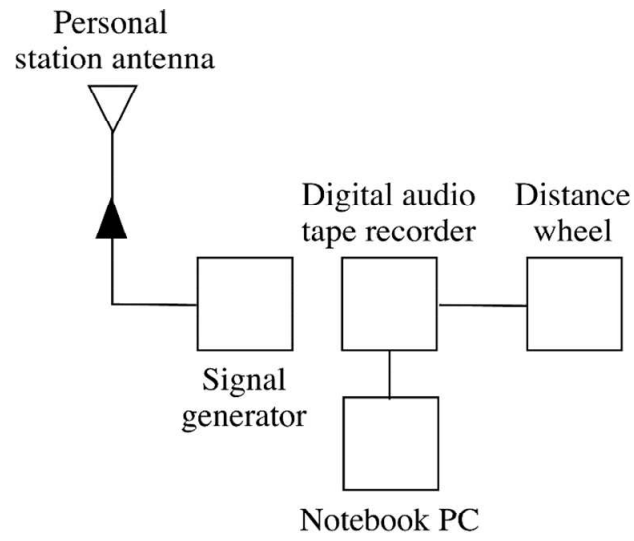 Personal
station antenna
Digital audio
tape recorder
Distance
wheel
Signal
generator
Notebook PC